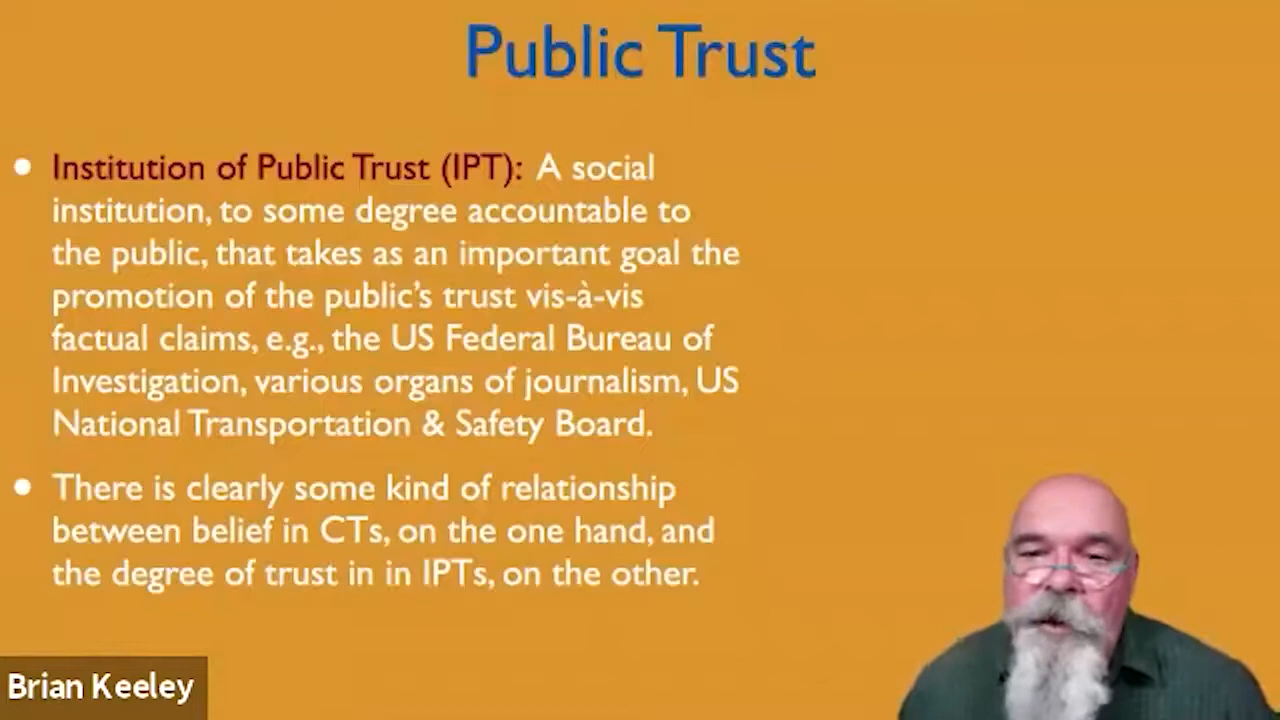 Public Trust
• Institution of Public Trust (IPT): A social
institution, to some degree accountable to
the public, that takes as an important goal the
promotion of the public's trust vis-à-vis
factual claims, e.g., the US Federal Bureau of
Investigation, various organs of journalism, US
National Transportation & Safety Board.
• There is clearly some kind of relationship
between belief in CTs, on the one hand, and
the degree of trust in in IPTs, on the other.
Brian Keeley